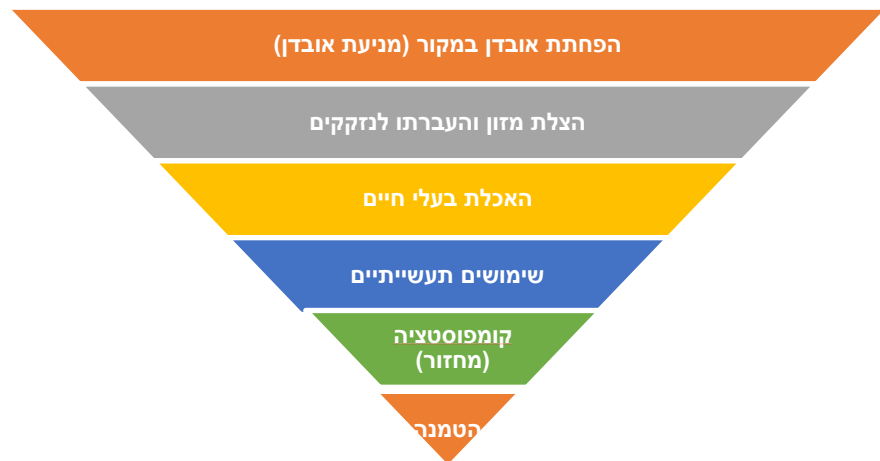 הפחתת אובדן במקור (מניעת אובדן)
הצלת מזון והעברתו לנזקקים
האכלת בעלי חיים
שימושים תעשייתיים
קומפוסטציה
(מחזור)
הטמנה